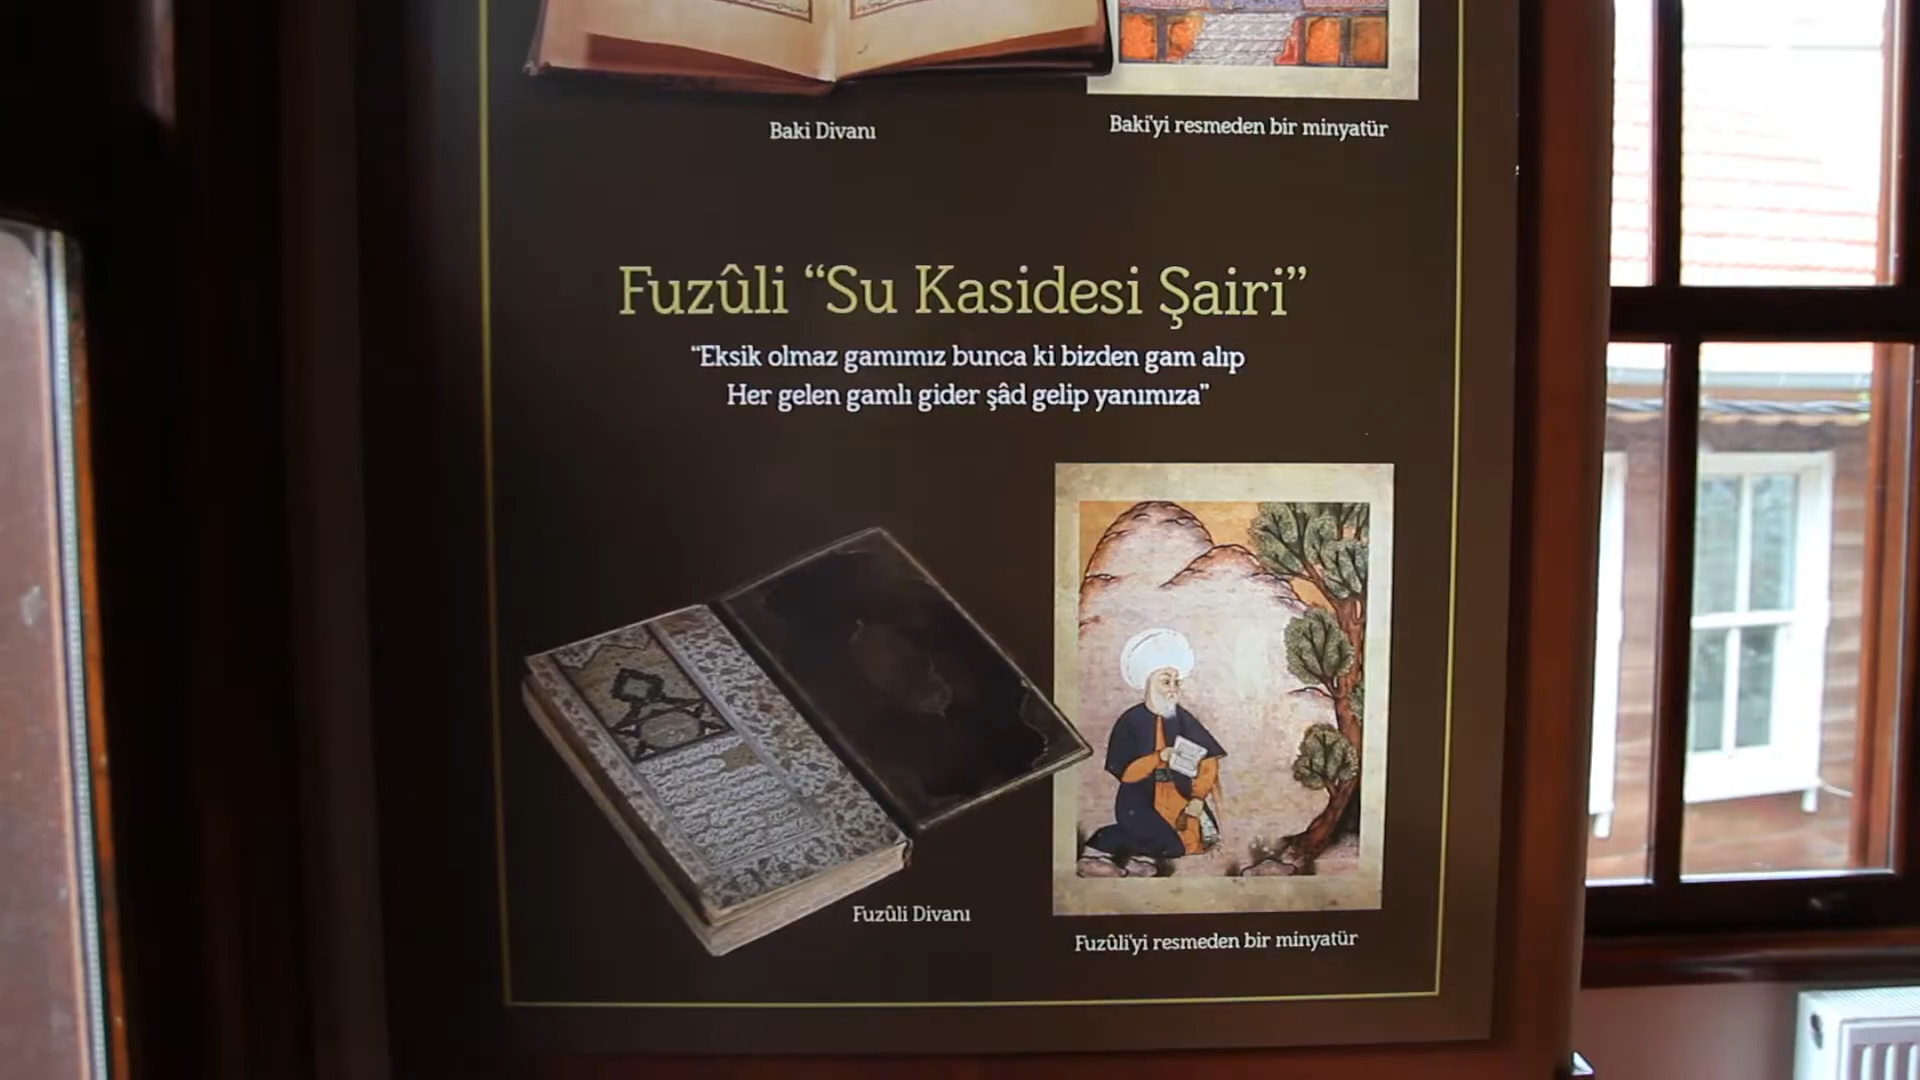 Baki Divanı
Baki'yi resmeden bir minyatür
Fuzûli “Su Kasidesi Şairi”
“Eksik olmaz gamımız bunca ki bizden gam alıp
Her gelen gamlı gider şâd gelip yanımıza”
Fuzûli Divanı
Fuzûli'yi resmeden bir minyatür